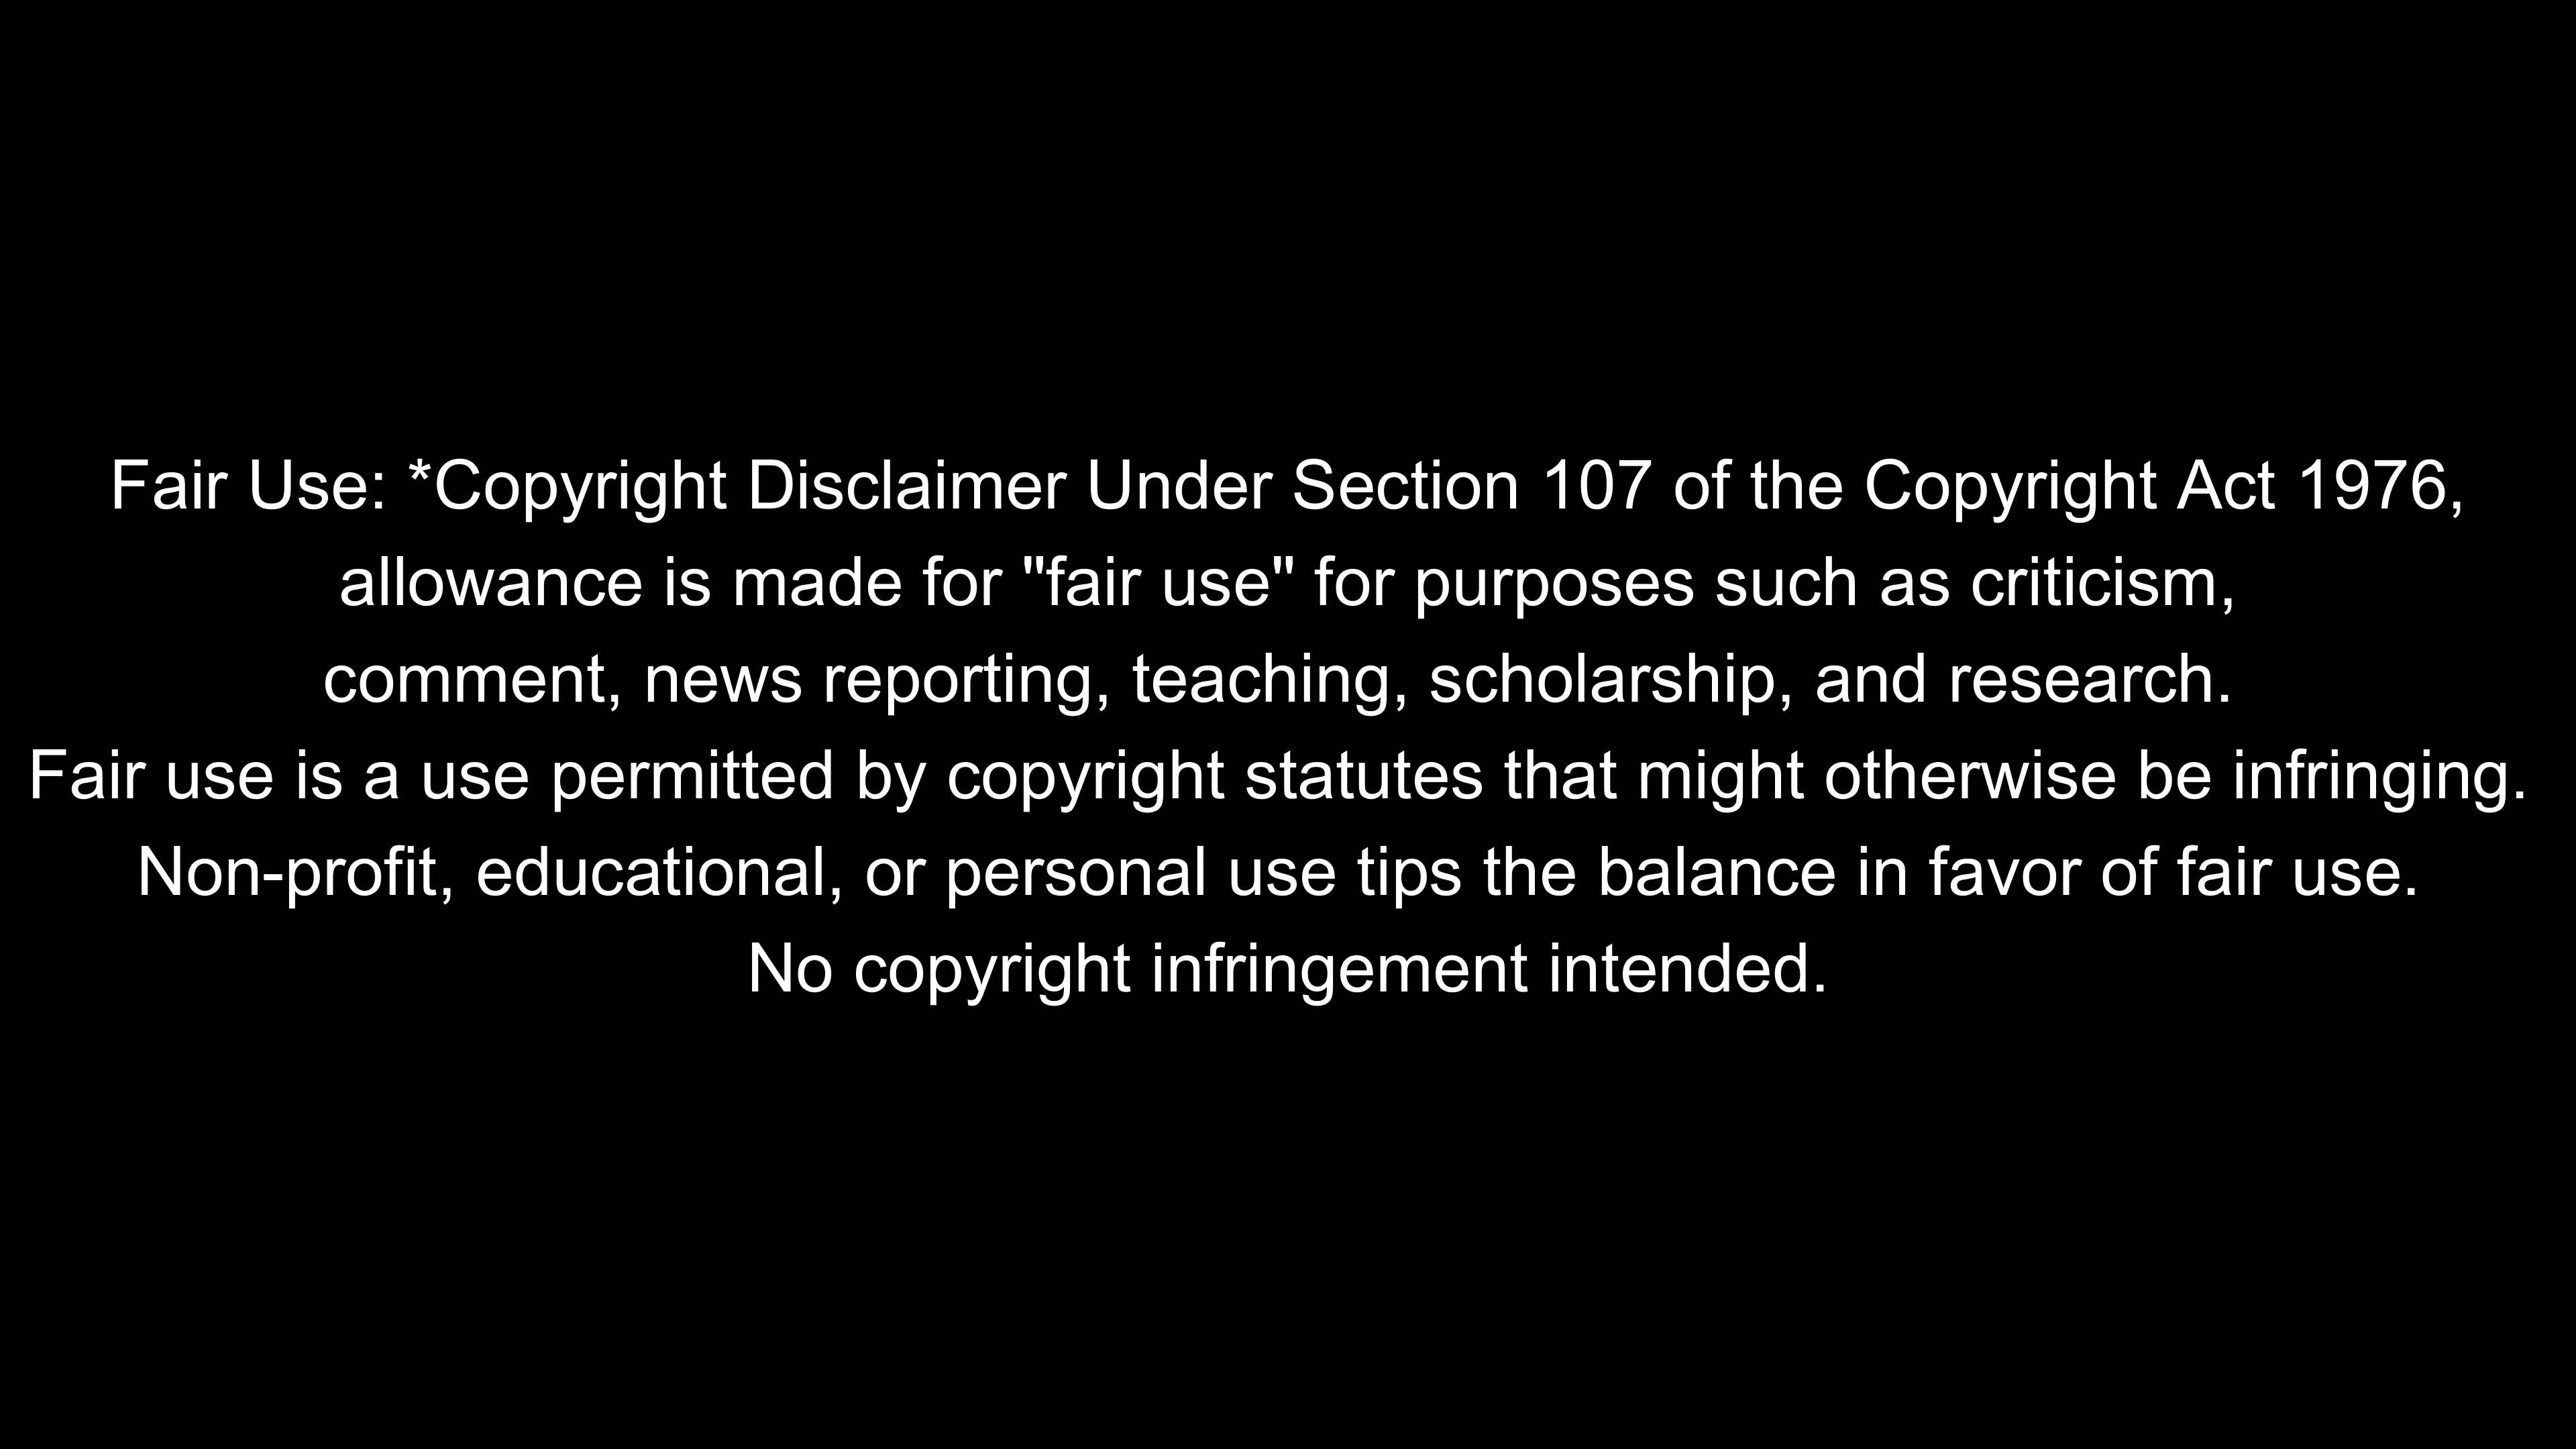 Fair Use: *Copyright Disclaimer Under Section 107 of the Copyright Act 1976,
allowance is made for "fair use" for purposes such as criticism,
comment, news reporting, teaching, scholarship, and research.
Fair use is a use permitted by copyright statutes that might otherwise be infringing.
Non-profit, educational, or personal use tips the balance in favor of fair use.
No copyright infringement intended.